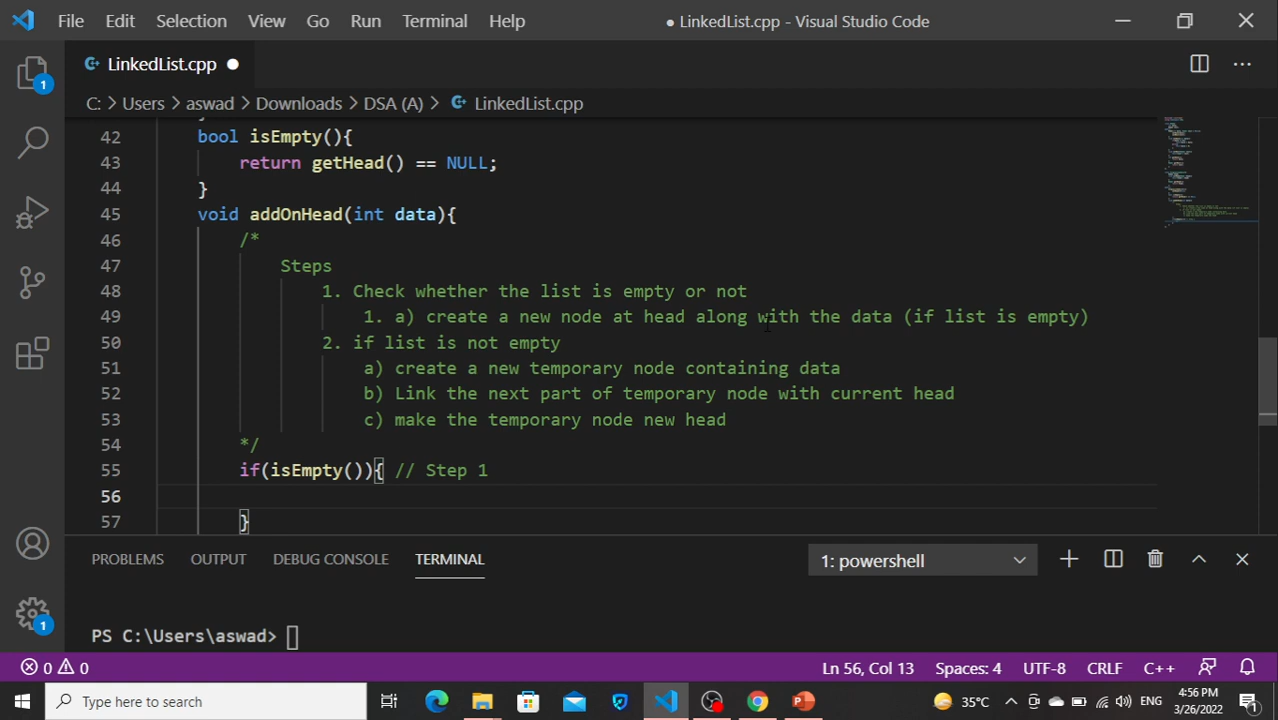 File Edit Selection View Go Run Terminal Help ● LinkedList.cpp - Visual Studio Code
LinkedList.cpp
C: > Users > aswad > Downloads > DSA (A) > LinkedList.cpp
42 bool isEmpty(){
43 return getHead() == NULL;
44 }
45 void addOnHead(int data){
46 /*
47 Steps
48 1. Check whether the list is empty or not
49 1. a) create a new node at head along with the data (if list is empty)
50 2. if list is not empty
51 a) create a new temporary node containing data
52 b) Link the next part of temporary node with current head
53 c) make the temporary node new head
54 */
55 if(isEmpty()){ // Step 1
56
57 }
1
1
PROBLEMS OUTPUT DEBUG CONSOLE TERMINAL 1: powershell
PS C:\Users\aswad>
0 0 Ln 56, Col 13 Spaces: 4 UTF-8 CRLF C++
Type here to search 35°C ENG 4:56 PM
3/26/2022 1